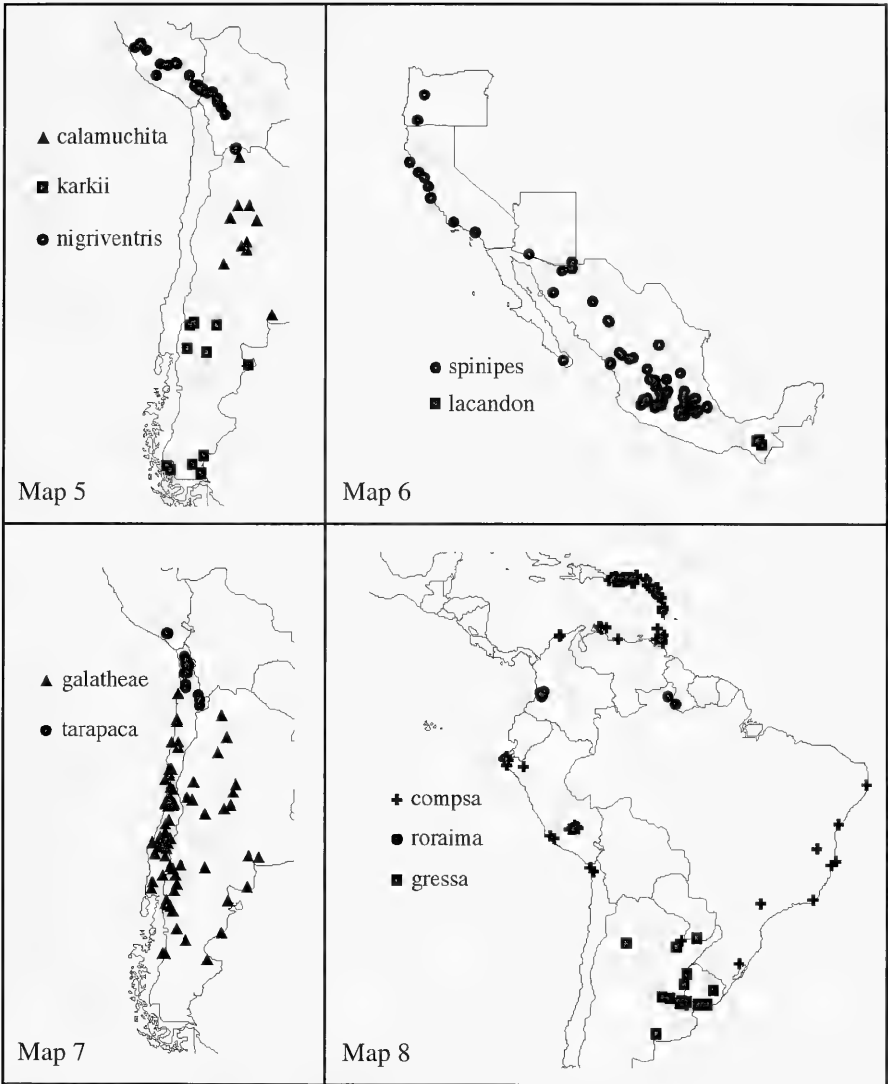 calamuchita
karkii
nigriventris
Map 5
spinipes
lacandon
Map 6
galatheae
tarapaca
Map 7
compsa
roraima
gressa
Map 8